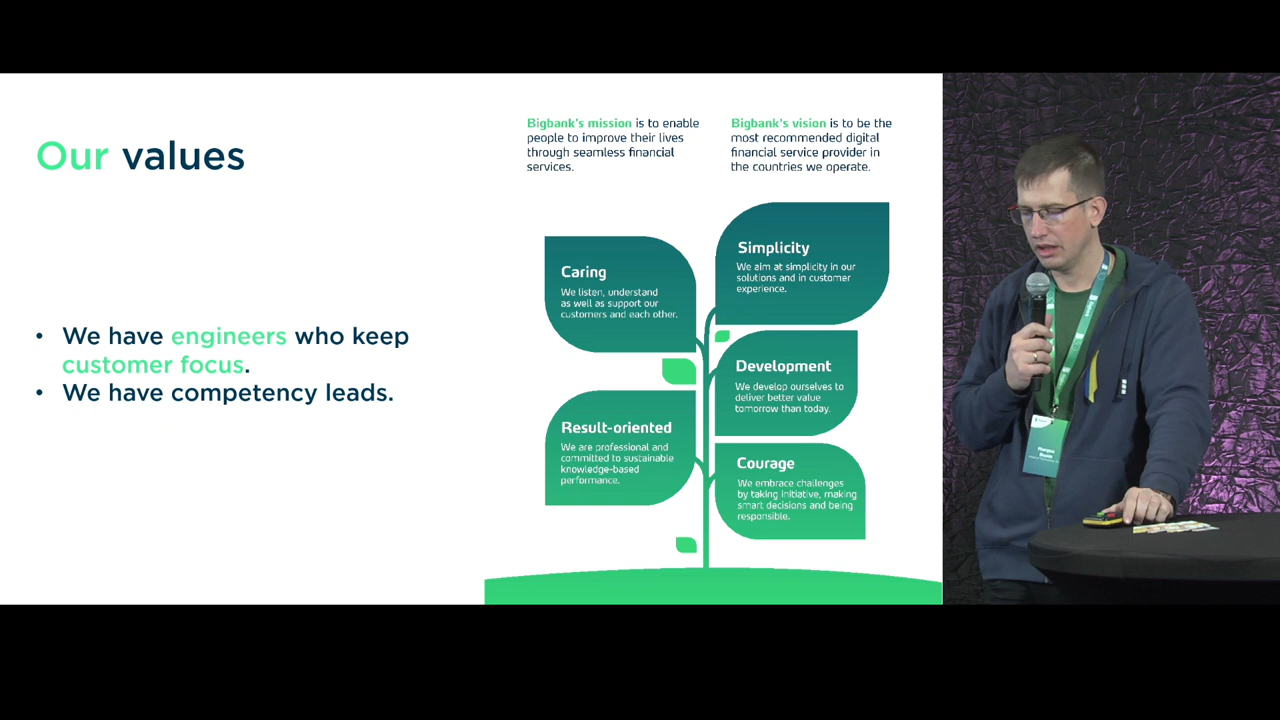 Our values
• We have engineers who keep
customer focus.
• We have competency leads.
Bigbank's mission is to enable
people to improve their lives
through seamless financial
services.
Bigbank's vision is to be the
most recommended digital
financial service provider in
the countries we operate.
Caring
We listen, understand
as well as support our
customers and each other.
Simplicity
We aim at simplicity in our
solutions and in customer
experience.
Development
We develop ourselves to
deliver better value
tomorrow than today.
Result-oriented
We are professional and
committed to sustainable
knowledge-based
performance.
Courage
We embrace challenges
by taking initiative, making
smart decisions and being
responsible.